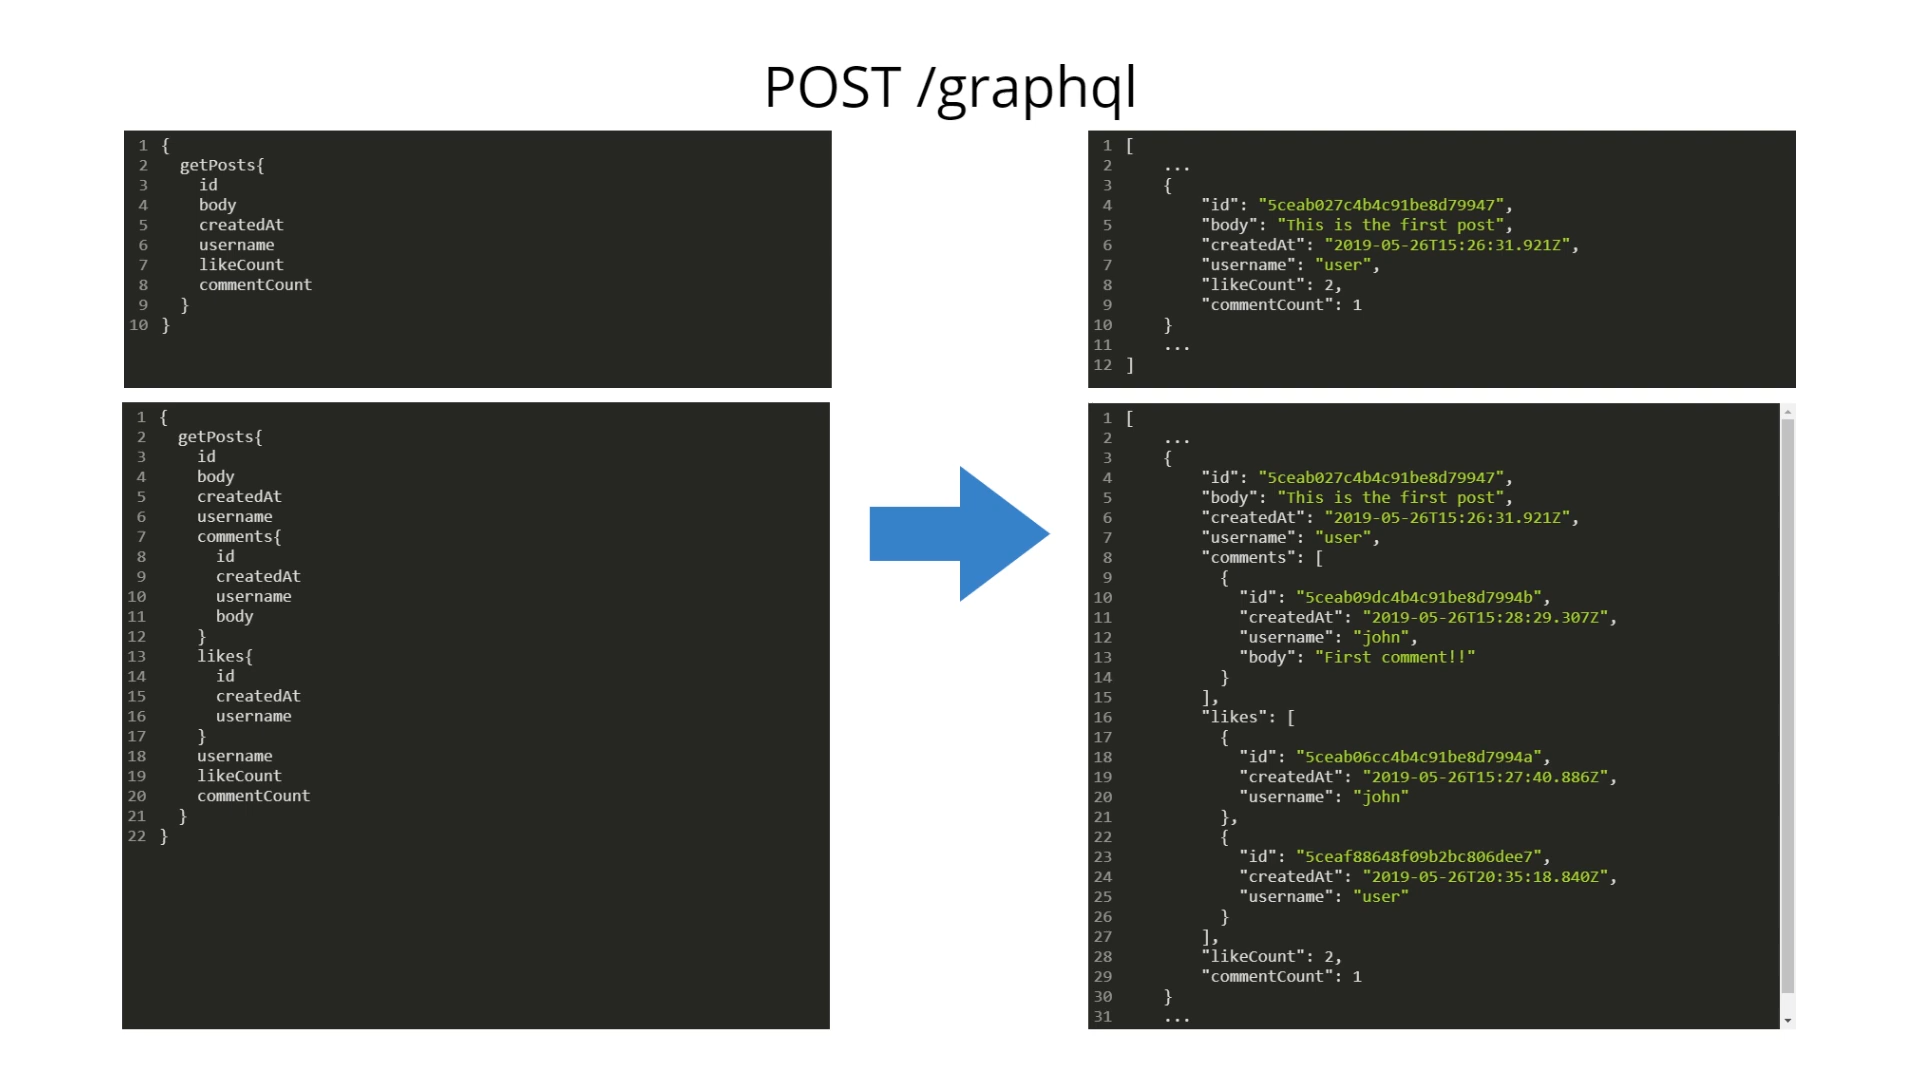 POST /graphql
1 {
2   getPosts{
3     id
4     body
5     createdAt
6     username
7     likeCount
8     commentCount
9   }
10 }
1 [
2     ...
3     {
4         "id": "5ceab027c4b4c91be8d79947",
5         "body": "This is the first post",
6         "createdAt": "2019-05-26T15:26:31.921Z",
7         "username": "user",
8         "likeCount": 2,
9         "commentCount": 1
10     }
11     ...
12 ]
1 {
2   getPosts{
3     id
4     body
5     createdAt
6     username
7     comments{
8       id
9       createdAt
10       username
11       body
12     }
13     likes{
14       id
15       createdAt
16       username
17     }
18     username
19     likeCount
20     commentCount
21   }
22 }
1 [
2     ...
3     {
4         "id": "5ceab027c4b4c91be8d79947",
5         "body": "This is the first post",
6         "createdAt": "2019-05-26T15:26:31.921Z",
7         "username": "user",
8         "comments": [
9           {
10             "id": "5ceab09dc4b4c91be8d7994b",
11             "createdAt": "2019-05-26T15:28:29.307Z",
12             "username": "john",
13             "body": "First comment!!"
14           }
15         ],
16         "likes": [
17           {
18             "id": "5ceab06cc4b4c91be8d7994a",
19             "createdAt": "2019-05-26T15:27:40.886Z",
20             "username": "john"
21           },
22           {
23             "id": "5ceaf88648f09b2bc806dee7",
24             "createdAt": "2019-05-26T20:35:18.840Z",
25             "username": "user"
26           }
27         ],
28         "likeCount": 2,
29         "commentCount": 1
30     }
31     ...